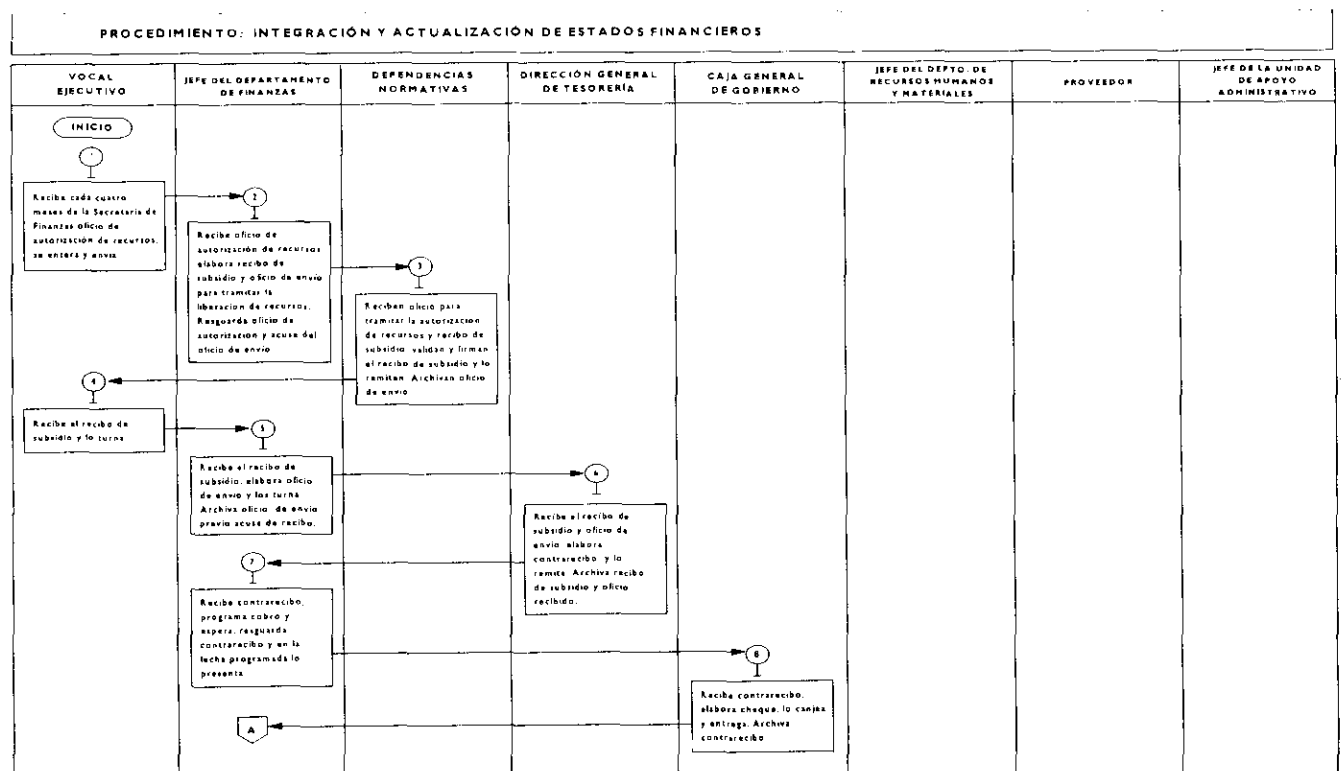 PROCEDIMIENTO: INTEGRACIÓN Y ACTUALIZACIÓN DE ESTADOS FINANCIEROS
VOCAL
EJECUTIVO
JEFE DEL DEPARTAMENTO
DE FINANZAS
DEPENDENCIAS
NORMATIVAS
DIRECCIÓN GENERAL
DE TESORERÍA
CAJA GENERAL
DE GOBIERNO
JEFE DEL DEPTO. DE
RECURSOS HUMANOS
Y MATERIALES
PROVEEDOR
JEFE DE LA UNIDAD
DE APOYO
ADMINISTRATIVO
INICIO
1
Recibe cada cuatro
meses de la Secretaría de
Finanzas oficio de
autorización de recursos,
se entera y envía
2
Recibe oficio de
autorización de recursos
elabora recibo de
subsidio y oficio de envío
para tramitar la
liberación de recursos.
Resguarda oficio de
autorización y acuse del
oficio de envío
3
Reciben oficio para
tramitar la autorización
de recursos y recibo de
subsidio, validan y firman
el recibo de subsidio y lo
remiten. Archivan oficio
de envío
4
Recibe el recibo de
subsidio y lo turna
5
Recibe el recibo de
subsidio, elabora oficio
de envío y los turna
Archiva oficio de envío
previo acuse de recibo.
6
Recibe el recibo de
subsidio y oficio de
envío, elabora
contrarecibo y lo
remite. Archiva recibo
de subsidio y oficio
recibido.
7
Recibe contrarecibo,
programa cobro y
espera, resguarda
contrarecibo y en la
fecha programada lo
presenta
8
Recibe contrarecibo,
elabora cheque, lo canjea
y entrega. Archiva
contrarecibo
A